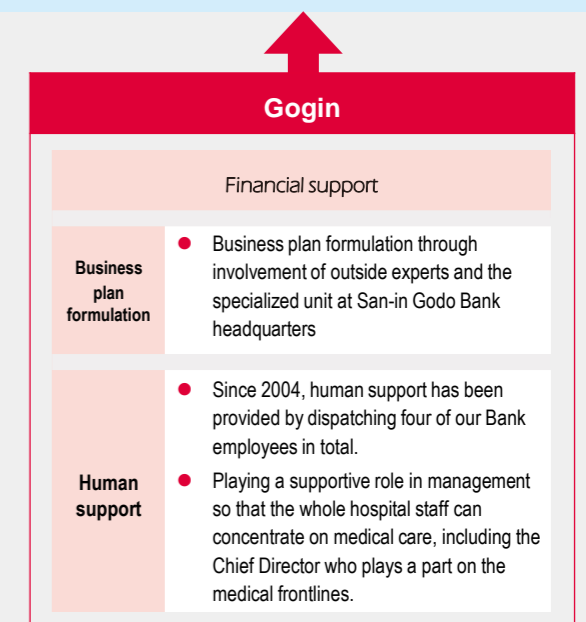 Gogin
Financial support
Business
plan
formulation
● Business plan formulation through
involvement of outside experts and the
specialized unit at San-in Godo Bank
headquarters
Human
support
● Since 2004, human support has been
provided by dispatching four of our Bank
employees in total.
● Playing a supportive role in management
so that the whole hospital staff can
concentrate on medical care, including the
Chief Director who plays a part on the
medical frontlines.